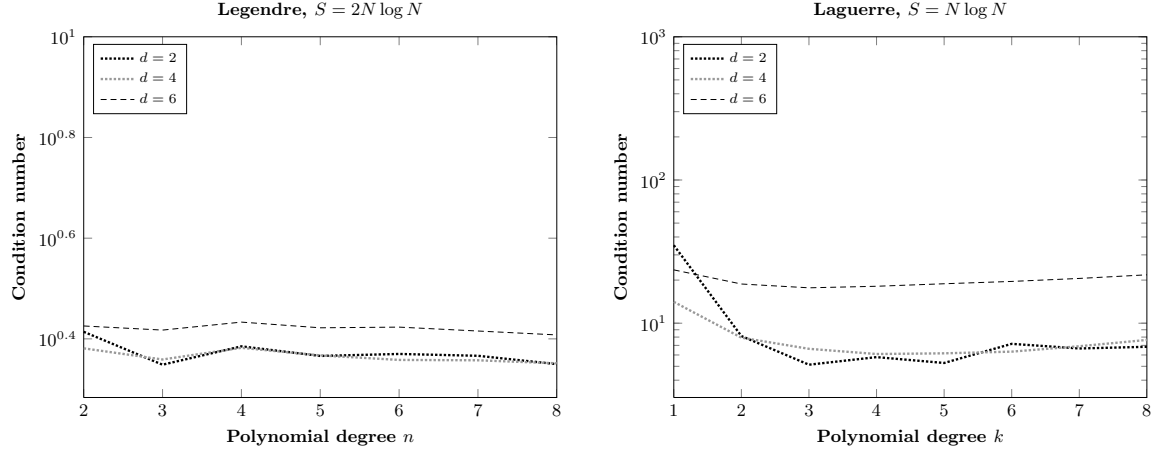 Legendre, S = 2N log N
Condition number
10^1
10^0.8
10^0.6
10^0.4
d = 2
d = 4
d = 6
2 3 4 5 6 7 8
Polynomial degree n
Laguerre, S = N log N
Condition number
10^3
10^2
10^1
d = 2
d = 4
d = 6
1 2 3 4 5 6 7 8
Polynomial degree k